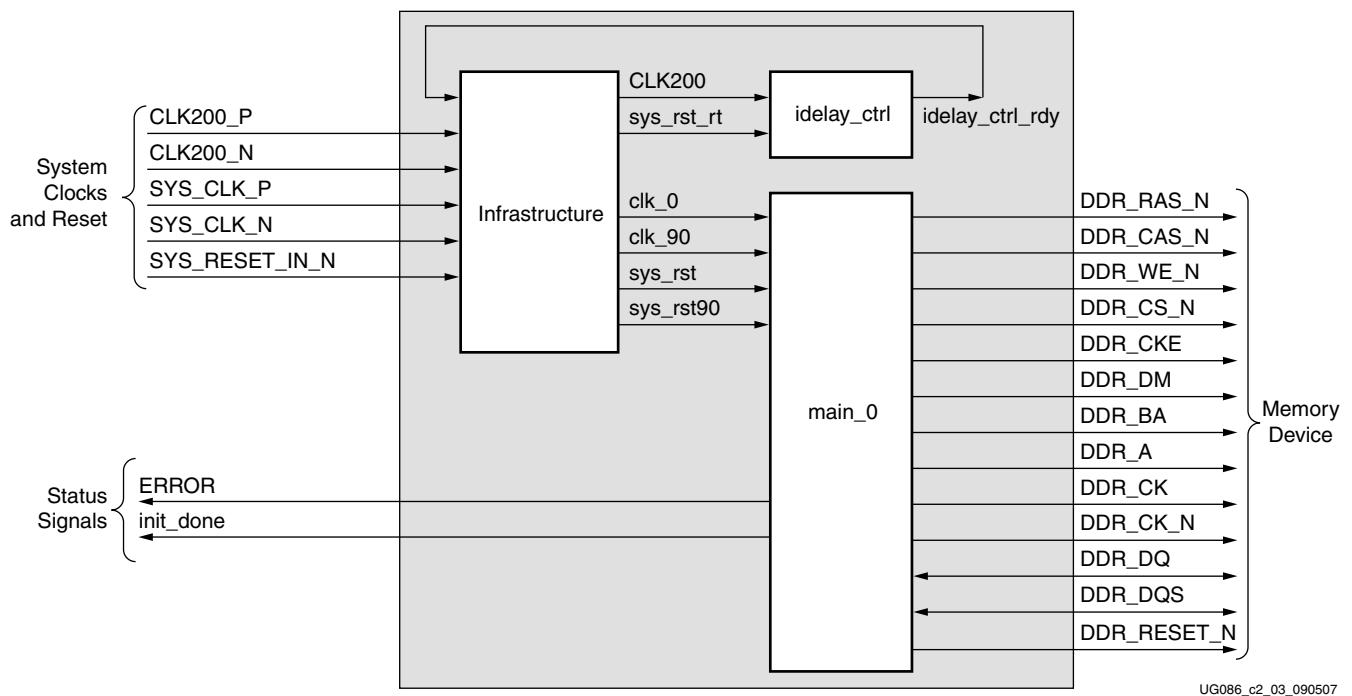 CLK200_P
CLK200_N
SYS_CLK_P
SYS_CLK_N
SYS_RESET_IN_N
System
Clocks
and Reset
Infrastructure
CLK200
sys_rst_rt
idelay_ctrl
idelay_ctrl_rdy
clk_0
clk_90
sys_rst
sys_rst90
main_0
DDR_RAS_N
DDR_CAS_N
DDR_WE_N
DDR_CS_N
DDR_CKE
DDR_DM
DDR_BA
DDR_A
DDR_CK
DDR_CK_N
DDR_DQ
DDR_DQS
DDR_RESET_N
Memory
Device
Status
Signals
ERROR
init_done
UG086_c2_03_090507